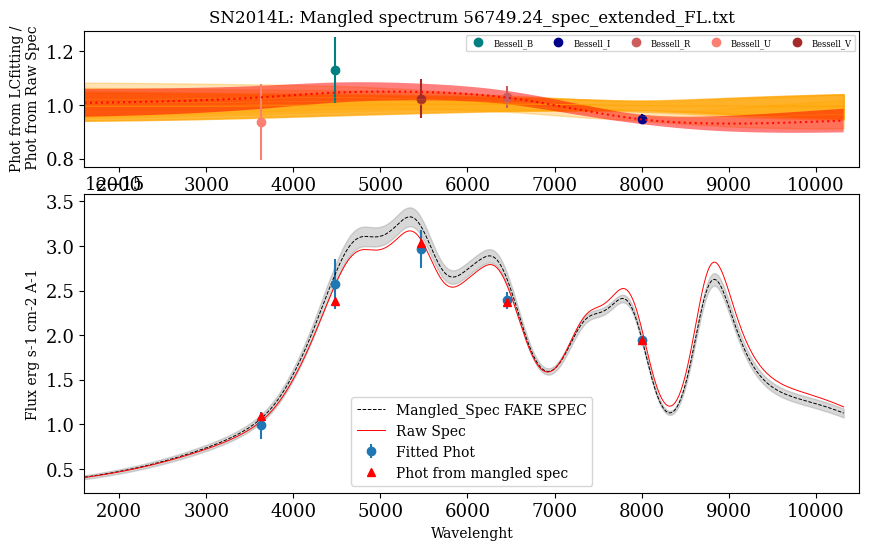 SN2014L: Mangled spectrum 56749.24_spec_extended_FL.txt
Phot from LCfitting /
Phot from Raw Spec
1.2
1.0
0.8
Bessell_B
Bessell_I
Bessell_R
Bessell_U
Bessell_V
2000 3000 4000 5000 6000 7000 8000 9000 10000
1e−15
Flux erg s-1 cm-2 A-1
3.5
3.0
2.5
2.0
1.5
1.0
0.5
Mangled_Spec FAKE SPEC
Raw Spec
Fitted Phot
Phot from mangled spec
2000 3000 4000 5000 6000 7000 8000 9000 10000
Wavelenght